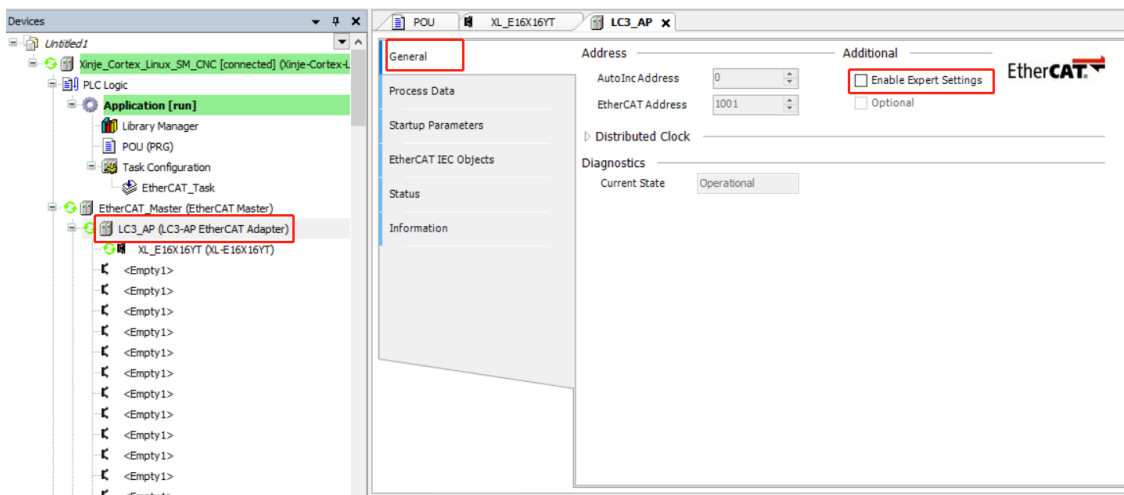 Devices
Untitled1
Xinje_Cortex_Linux_SM_CNC [connected] (Xinje-Cortex-L
PLC Logic
Application [run]
Library Manager
POU (PRG)
Task Configuration
EtherCAT_Task
EtherCAT_Master (EtherCAT Master)
LC3_AP (LC3-AP EtherCAT Adapter)
XL_E16X16YT (XL-E16X16YT)
<Empty1>
<Empty1>
<Empty1>
<Empty1>
<Empty1>
<Empty1>
<Empty1>
<Empty1>
<Empty1>
<Empty1>
<Empty1>
POU XL_E16X16YT LC3_AP
General
Process Data
Startup Parameters
EtherCAT IEC Objects
Status
Information
Address
AutoInc Address 0
EtherCAT Address 1001
Distributed Clock
Diagnostics
Current State Operational
Additional
Enable Expert Settings
Optional
EtherCAT.